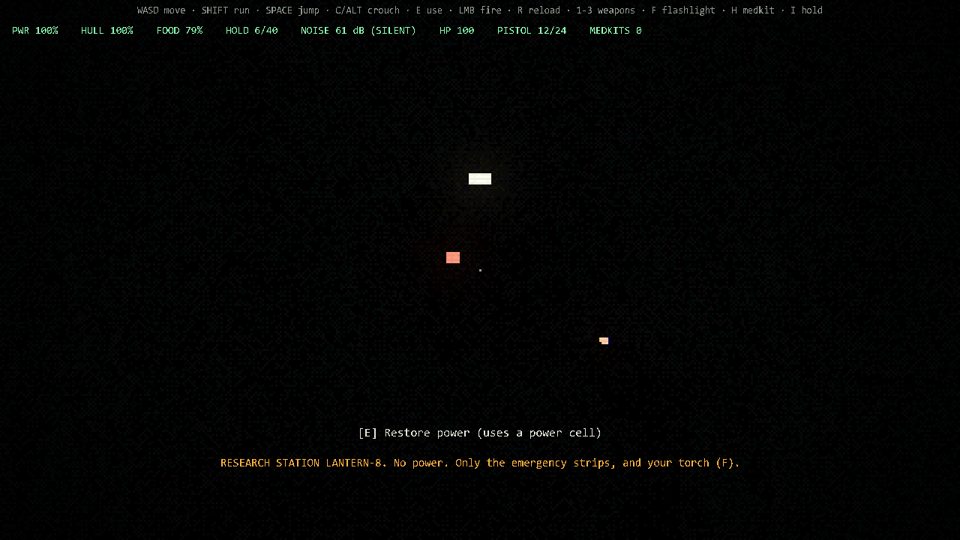 WASD move · SHIFT run · SPACE jump · C/ALT crouch · E use · LMB fire · R reload · 1-3 weapons · F flashlight · H medkit · I hold
PWR 100% HULL 100% FOOD 79% HOLD 6/40 NOISE 61 dB (SILENT) HP 100 PISTOL 12/24 MEDKITS 0
[E] Restore power (uses a power cell)
RESEARCH STATION LANTERN-8. No power. Only the emergency strips, and your torch (F).